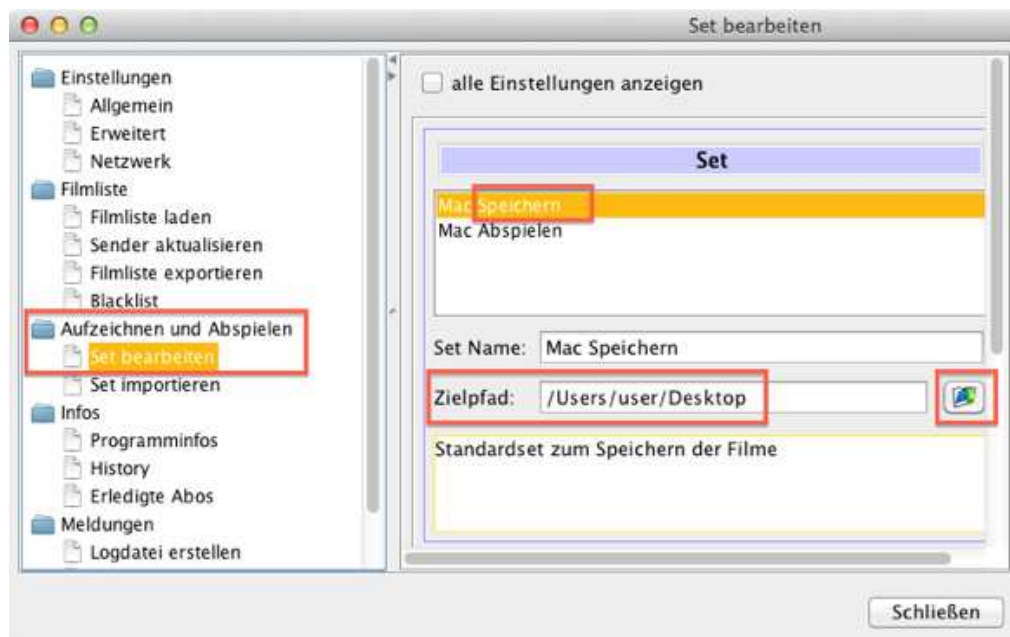 Set bearbeiten
Einstellungen
Allgemein
Erweitert
Netzwerk
Filmliste
Filmliste laden
Sender aktualisieren
Filmliste exportieren
Blacklist
Aufzeichnen und Abspielen
Set bearbeiten
Set importieren
Infos
Programminfos
History
Erledigte Abos
Meldungen
Logdatei erstellen
alle Einstellungen anzeigen
Set
Mac Speichern
Mac Abspielen
Set Name: Mac Speichern
Zielpfad: /Users/user/Desktop
Standardset zum Speichern der Filme
Schließen